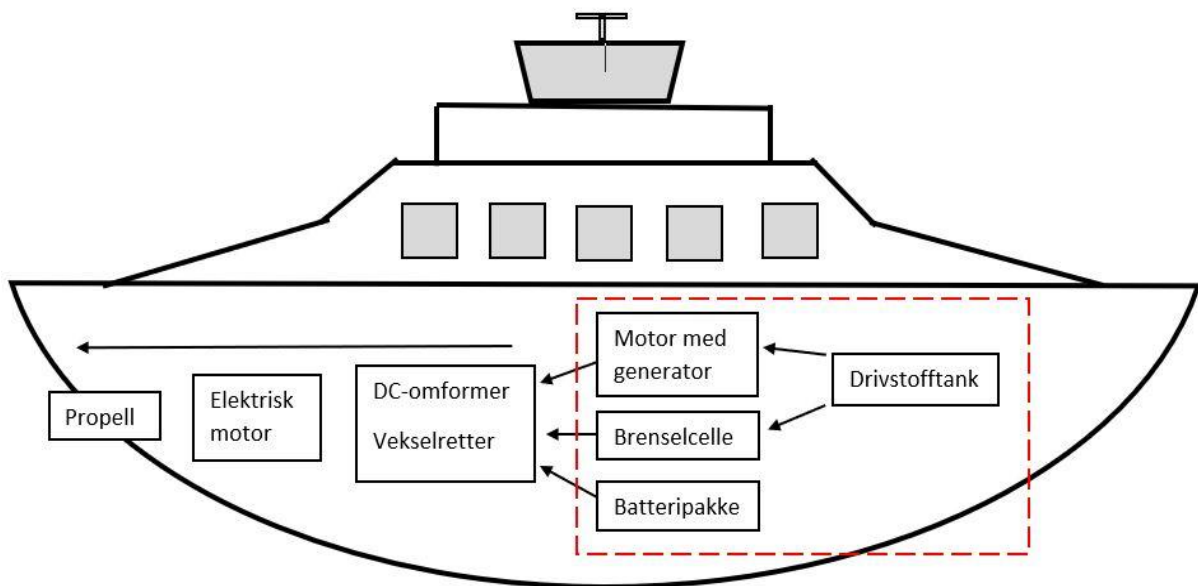 Propell
Elektrisk
motor
DC-omformer
Vekselretter
Motor med
generator
Brenselcelle
Batteripakke
Drivstofftank